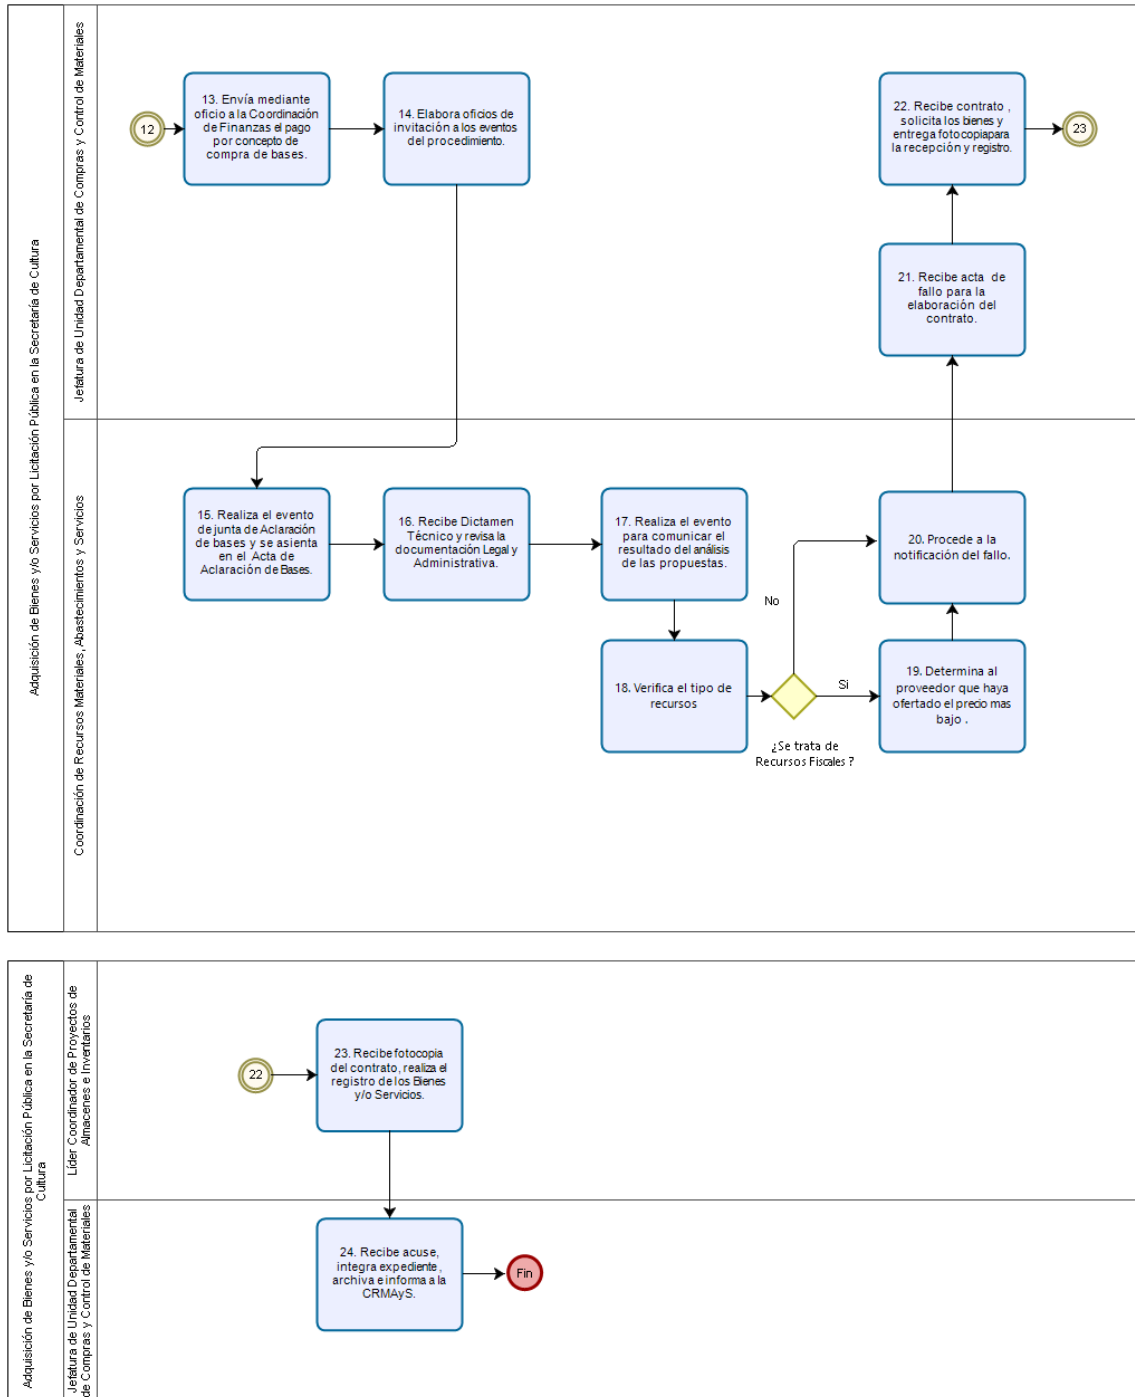 Adquisición de Bienes y/o Servicios por Licitación Pública en la Secretaría de Cultura
Jefatura de Unidad Departamental de Compras y Control de Materiales
12
13. Envía mediante
oficio a la Coordinación
de Finanzas el pago
por concepto de
compra de bases.
14. Elabora oficios de
invitación a los eventos
del procedimiento.
22. Recibe contrato ,
solicita los bienes y
entrega fotocopiapara
la recepción y registro.
23
21. Recibe acta de
fallo para la
elaboración del
contrato.
Coordinación de Recursos Materiales, Abastecimientos y Servicios
15. Realiza el evento
de junta de Aclaración
de bases y se asienta
en el Acta de
Aclaración de Bases.
16. Recibe Dictamen
Técnico y revisa la
documentación Legal y
Administrativa.
17. Realiza el evento
para comunicar el
resultado del análisis
de las propuestas.
20. Procede a la
notificación del fallo.
No
18. Verifica el tipo de
recursos
Si
19. Determina al
proveedor que haya
ofertado el precio mas
bajo .
¿Se trata de
Recursos Fiscales ?
Adquisición de Bienes y/o Servicios por Licitación Pública en la Secretaría de
Cultura
Líder Coordinador de Proyectos de
Almacenes e Inventarios
22
23. Recibe fotocopia
del contrato, realiza el
registro de los Bienes
y/o Servicios.
Jefatura de Unidad Departamental
de Compras y Control de Materiales
24. Recibe acuse,
integra expediente ,
archiva e informa a la
CRMAyS.
Fin